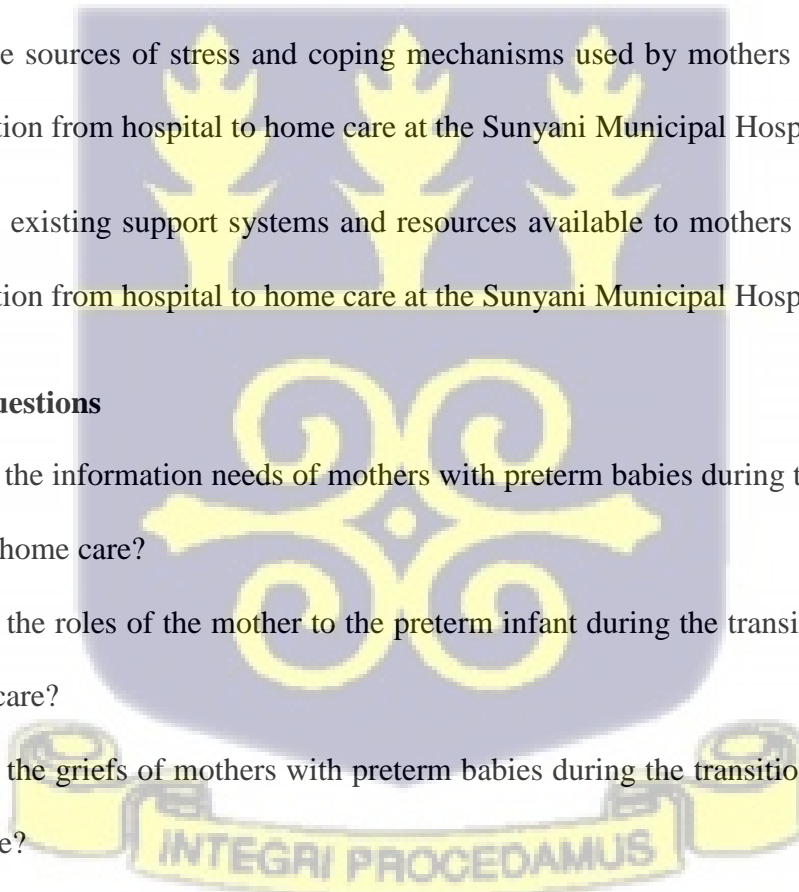 e sources of stress and coping mechanisms used by mothers
tion from hospital to home care at the Sunyani Municipal Hosp
existing support systems and resources available to mothers
tion from hospital to home care at the Sunyani Municipal Hosp
uestions
the information needs of mothers with preterm babies during t
home care?
the roles of the mother to the preterm infant during the transi
care?
the griefs of mothers with preterm babies during the transitio
e?
INTEGRI PROCEDAMUS